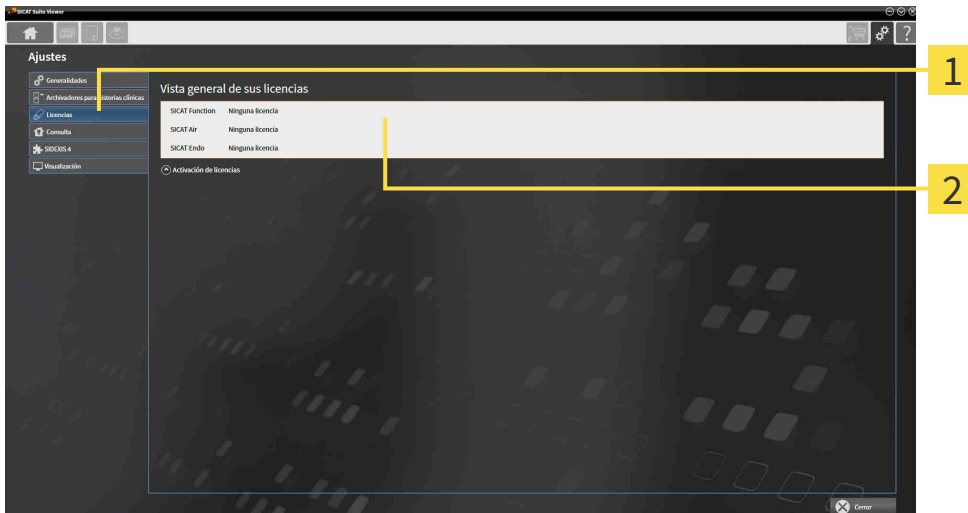 SICAT Suite Viewer
?
Ajustes
Generalidades
Archivadores para historias clínicas
Licencias
Consulta
SIDEXIS 4
Visualización
Vista general de sus licencias
SICAT Function Ninguna licencia
SICAT Air Ninguna licencia
SICAT Endo Ninguna licencia
Activación de licencias
1
2
Cerrar